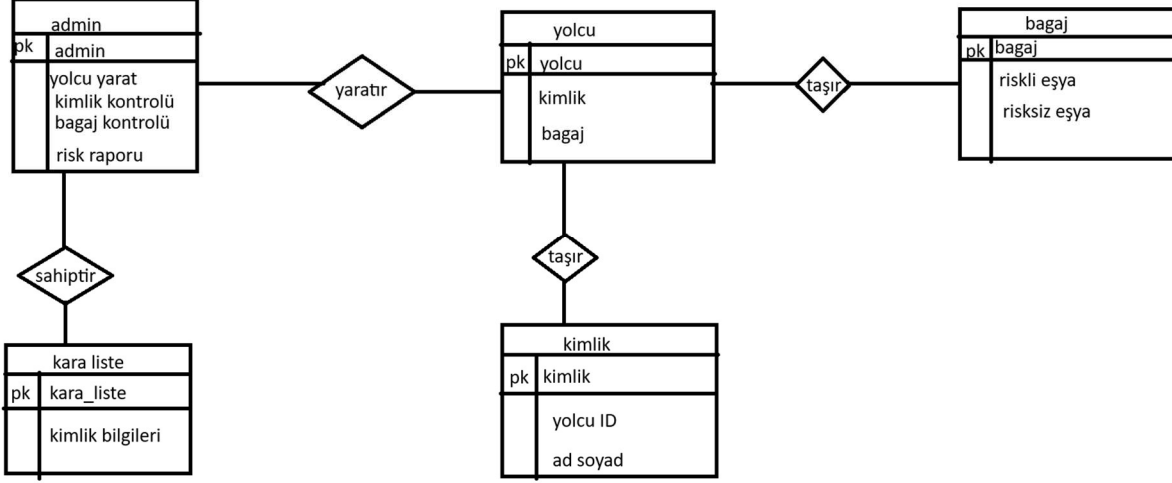 admin
pk admin
yolcu yarat
kimlik kontrolü
bagaj kontrolü
risk raporu
yaratır
yolcu
pk yolcu
kimlik
bagaj
taşır
bagaj
pk bagaj
riskli eşya
risksiz eşya
sahiptir
taşır
kara liste
pk kara_liste
kimlik bilgileri
kimlik
pk kimlik
yolcu ID
ad soyad